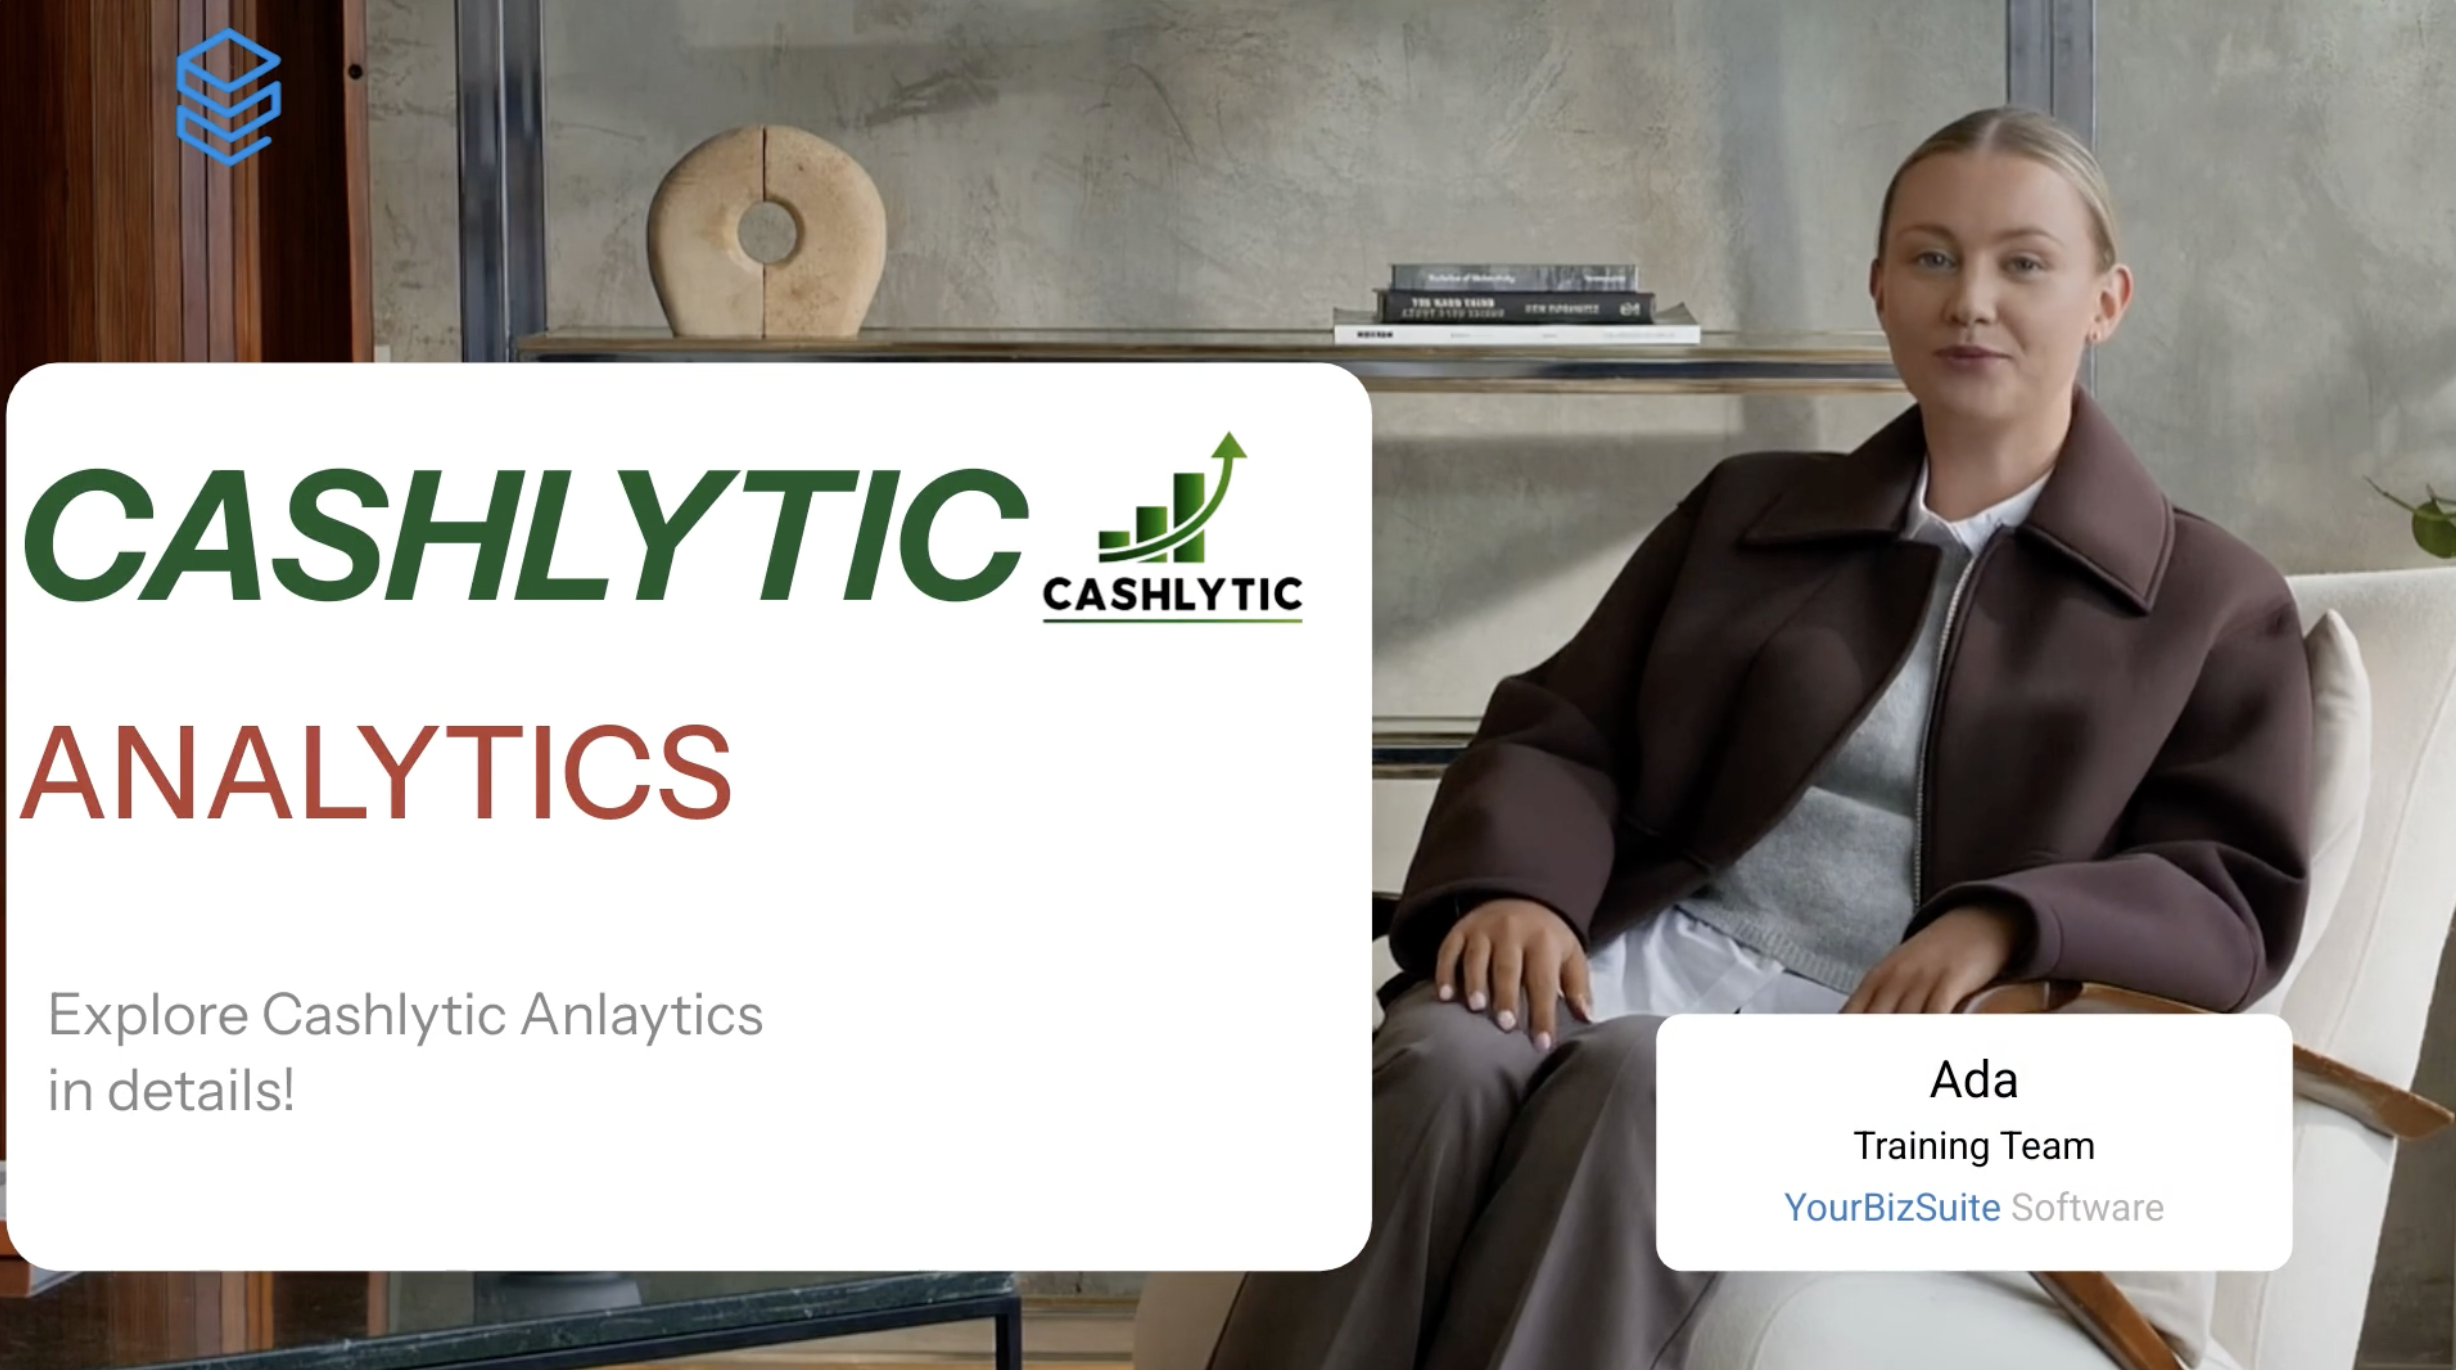 CASHLYTIC
CASHLYTIC
ANALYTICS
Explore Cashlytic Anlaytics
in details!
Ada
Training Team
YourBizSuite Software